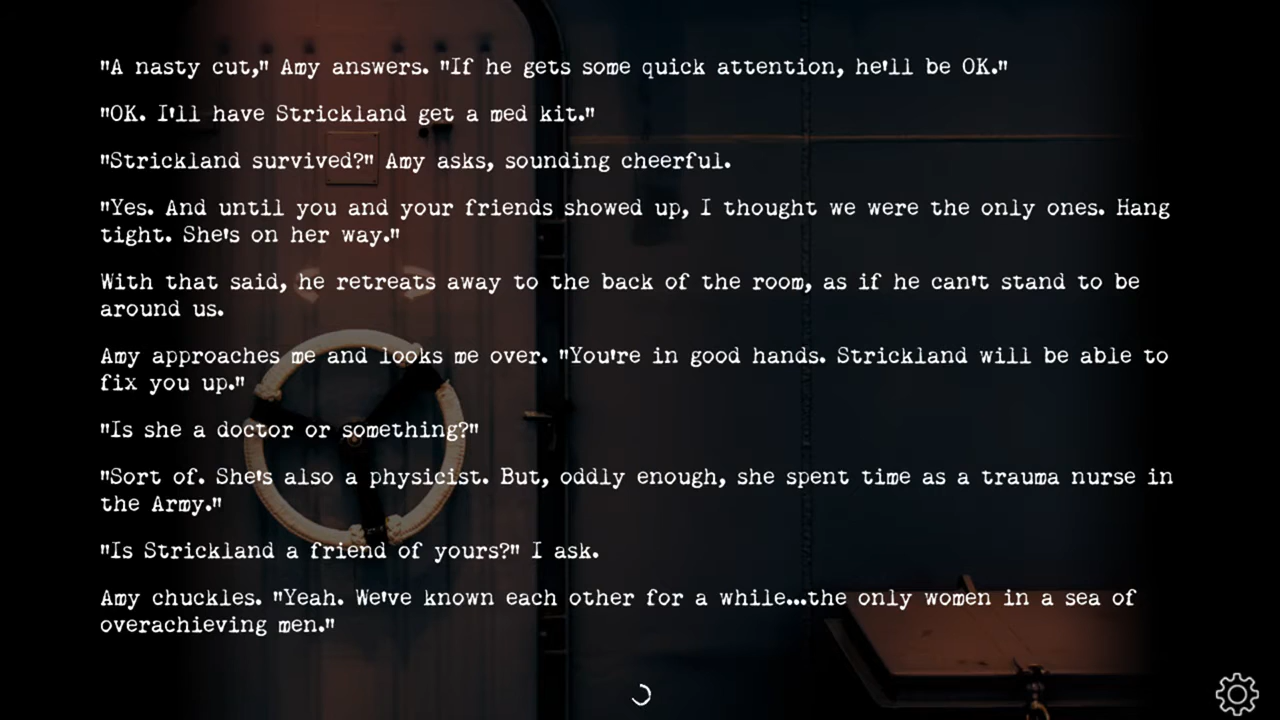 "A nasty cut," Amy answers. "If he gets some quick attention, he'll be OK."
"OK. I'll have Strickland get a med kit."
"Strickland survived?" Amy asks, sounding cheerful.
"Yes. And until you and your friends showed up, I thought we were the only ones. Hang
tight. She's on her way."
With that said, he retreats away to the back of the room, as if he can't stand to be
around us.
Amy approaches me and looks me over. "You're in good hands. Strickland will be able to
fix you up."
"Is she a doctor or something?"
"Sort of. She's also a physicist. But, oddly enough, she spent time as a trauma nurse in
the Army."
"Is Strickland a friend of yours?" I ask.
Amy chuckles. "Yeah. We've known each other for a while...the only women in a sea of
overachieving men."